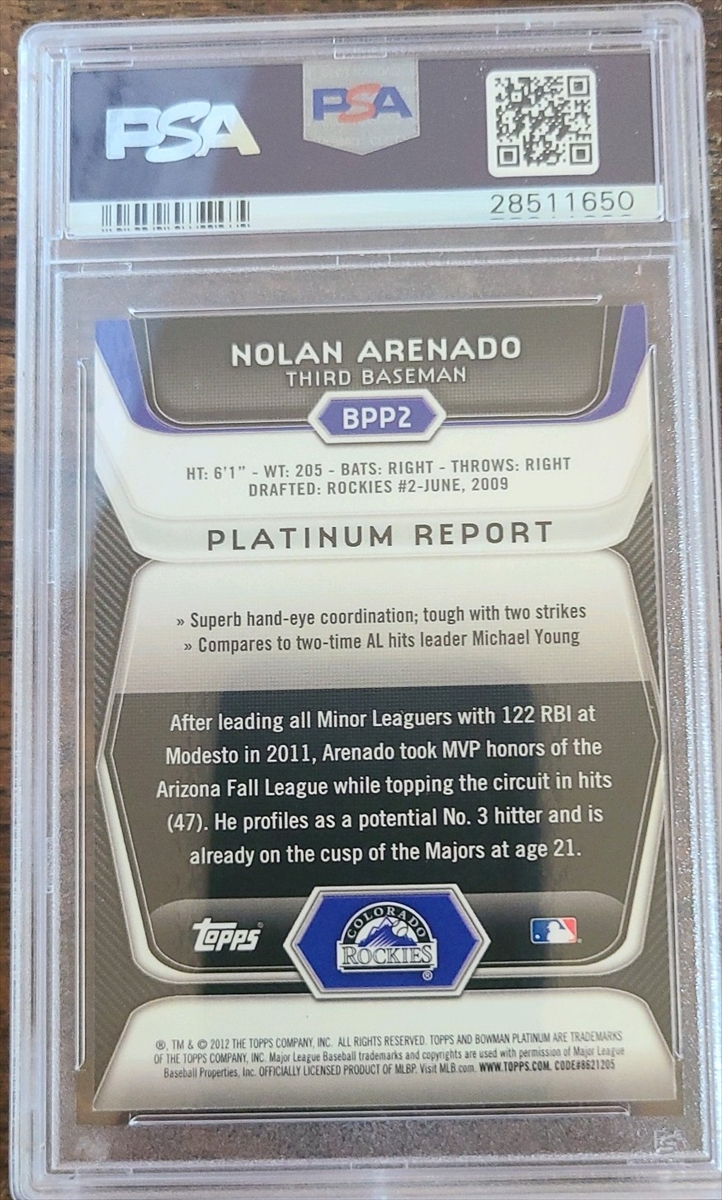 PSA
PSA
28511650
NOLAN ARENADO
THIRD BASEMAN
BPP2
HT: 6'1" - WT: 205 - BATS: RIGHT - THROWS: RIGHT
DRAFTED: ROCKIES #2-JUNE, 2009
PLATINUM REPORT
» Superb hand-eye coordination; tough with two strikes
» Compares to two-time AL hits leader Michael Young
After leading all Minor Leaguers with 122 RBI at
Modesto in 2011, Arenado took MVP honors of the
Arizona Fall League while topping the circuit in hits
(47). He profiles as a potential No. 3 hitter and is
already on the cusp of the Majors at age 21.
Topps
COLORADO
ROCKIES
®
®, TM & © 2012 THE TOPPS COMPANY, INC. ALL RIGHTS RESERVED. TOPPS AND BOWMAN PLATINUM ARE TRADEMARKS
OF THE TOPPS COMPANY, INC. Major League Baseball trademarks and copyrights are used with permission of Major League
Baseball Properties, Inc. OFFICIALLY LICENSED PRODUCT OF MLBP. Visit MLB.com. WWW.TOPPS.COM. CODE#8621205